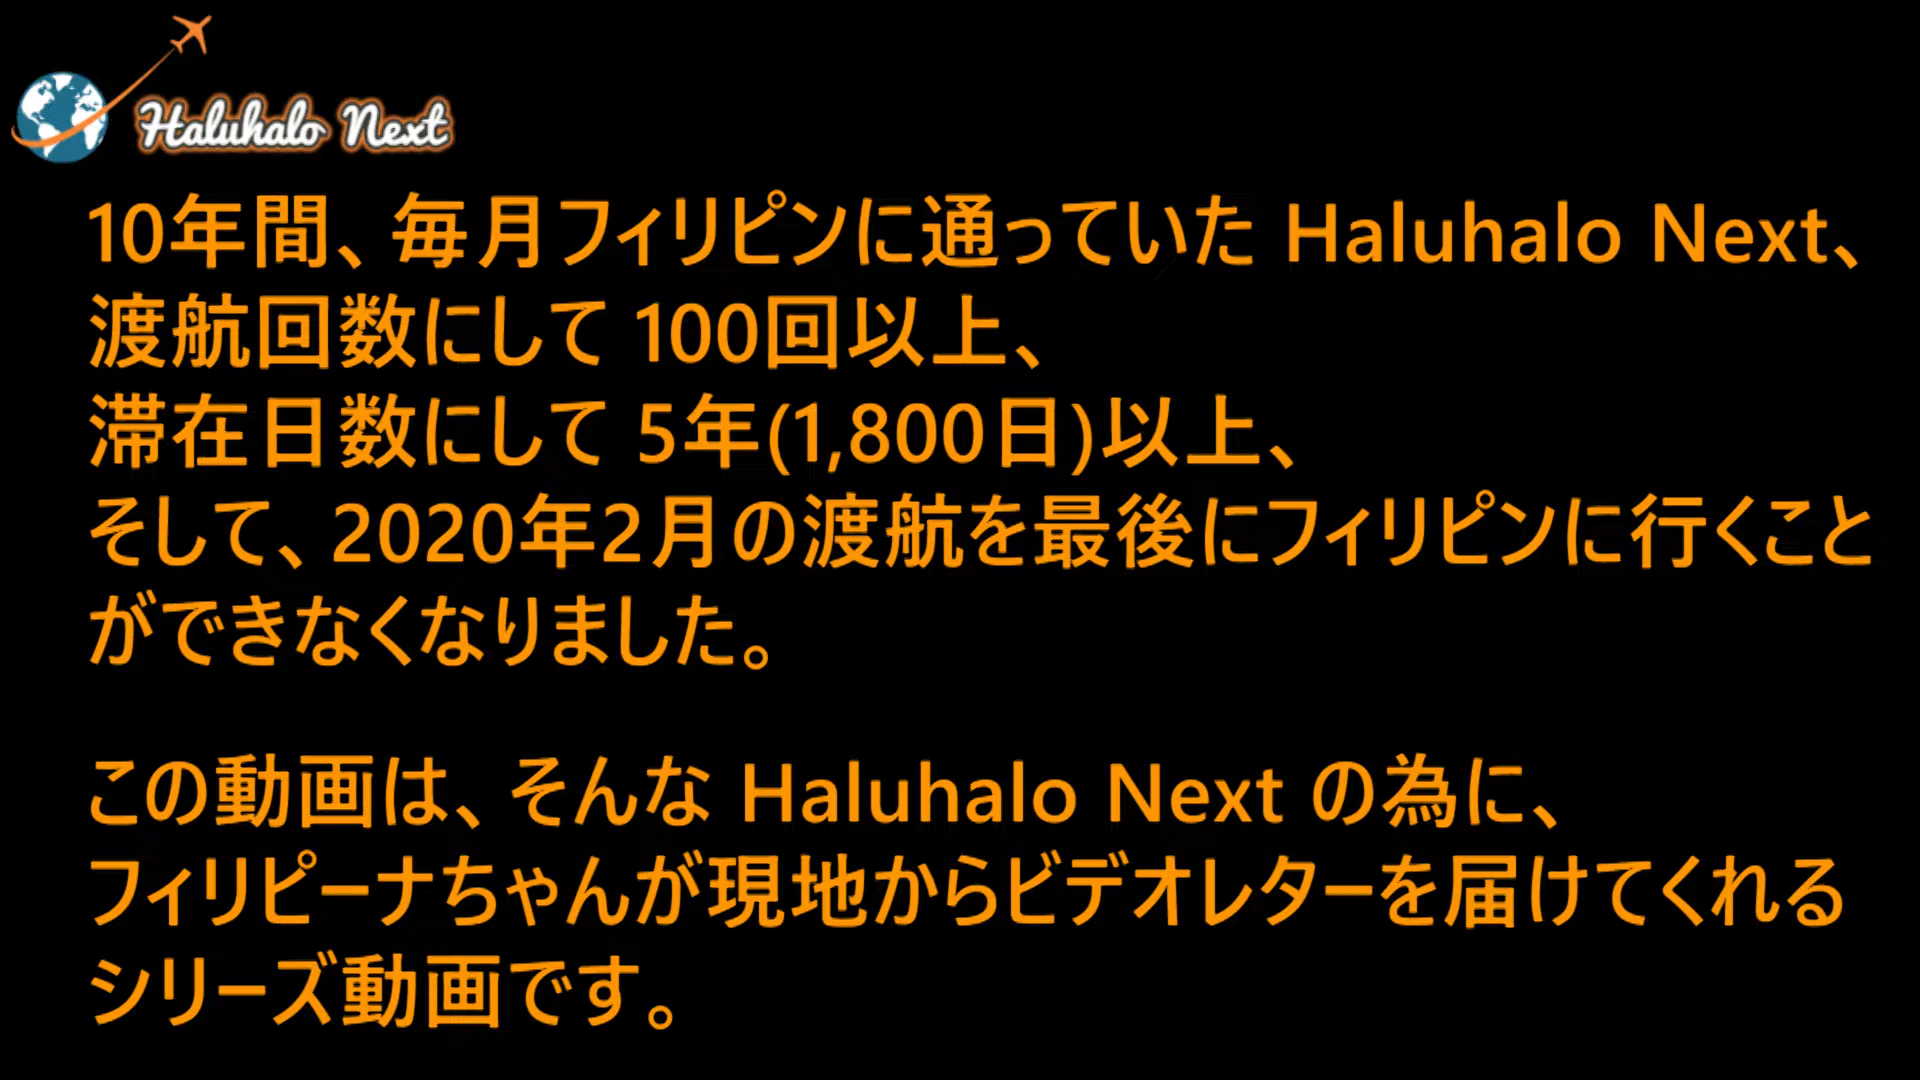 Haluhalo Next
10年間、毎月フィリピンに通っていた Haluhalo Next、
渡航回数にして 100回以上、
滞在日数にして 5年(1,800日)以上、
そして、2020年2月の渡航を最後にフィリピンに行くこと
ができなくなりました。
この動画は、そんな Haluhalo Next の為に、
フィリピーナちゃんが現地からビデオレターを届けてくれる
シリーズ動画です。